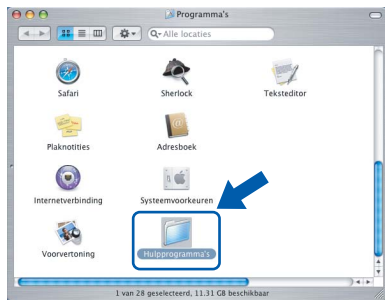 Programma's
Alle locaties
Safari
Sherlock
Teksteditor
Plaknotities
Adresboek
Internetverbinding
Systeemvoorkeuren
Voorvertoning
Hulpprogramma's
1 van 28 geselecteerd, 11.31 GB beschikbaar